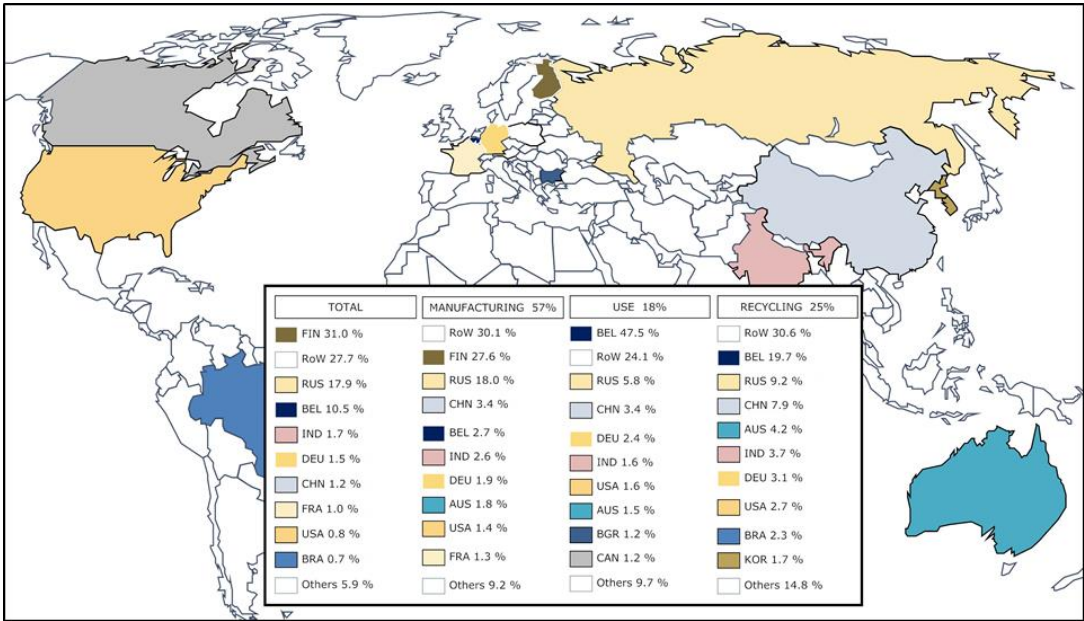 TOTAL
FIN 31.0 %
RoW 27.7 %
RUS 17.9 %
BEL 10.5 %
IND 1.7 %
DEU 1.5 %
CHN 1.2 %
FRA 1.0 %
USA 0.8 %
BRA 0.7 %
Others 5.9 %
MANUFACTURING 57%
RoW 30.1 %
FIN 27.6 %
RUS 18.0 %
CHN 3.4 %
BEL 2.7 %
IND 2.6 %
DEU 1.9 %
AUS 1.8 %
USA 1.4 %
FRA 1.3 %
Others 9.2 %
USE 18%
BEL 47.5 %
RoW 24.1 %
RUS 5.8 %
CHN 3.4 %
DEU 2.4 %
IND 1.6 %
USA 1.6 %
AUS 1.5 %
BGR 1.2 %
CAN 1.2 %
Others 9.7 %
RECYCLING 25%
RoW 30.6 %
BEL 19.7 %
RUS 9.2 %
CHN 7.9 %
AUS 4.2 %
IND 3.7 %
DEU 3.1 %
USA 2.7 %
BRA 2.3 %
KOR 1.7 %
Others 14.8 %